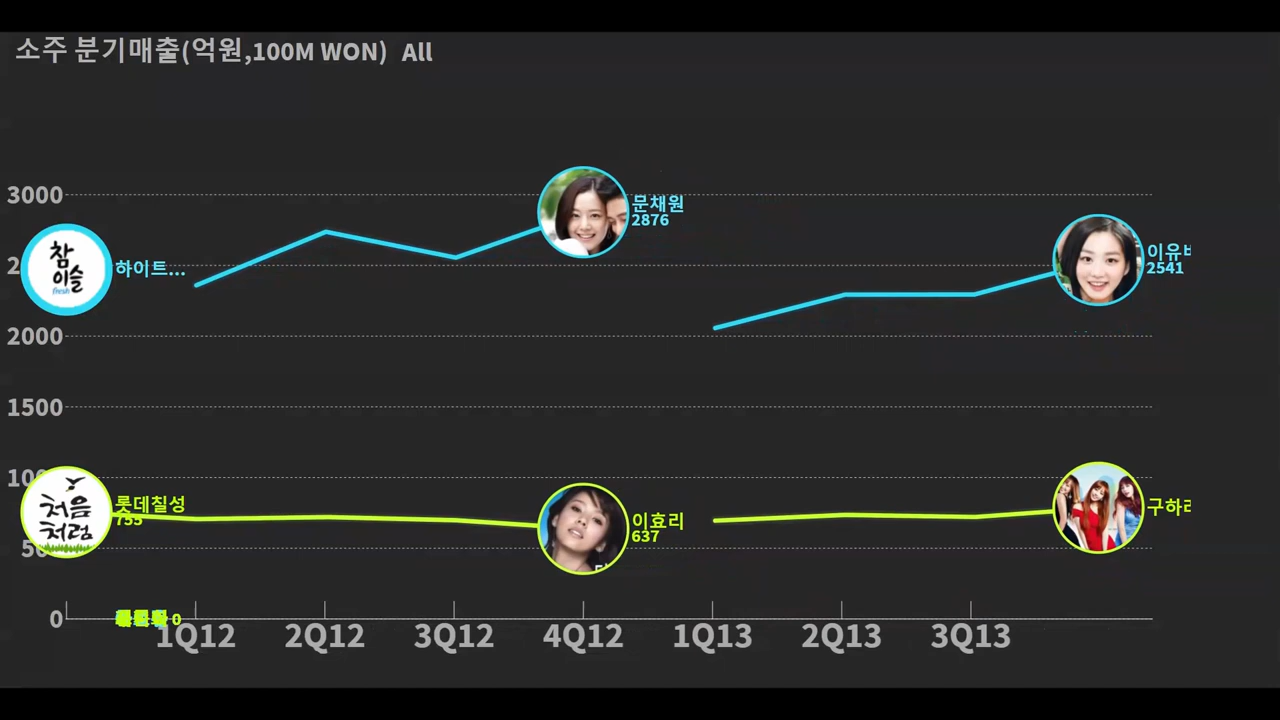 소주 분기매출(억원,100M WON) All
3000
문채원
2876
이유
2541
참
이슬
fresh
하이트...
2000
1500
처음
처럼
롯데칠성
755
이효리
637
구하
0
0
1Q12 2Q12 3Q12 4Q12 1Q13 2Q13 3Q13